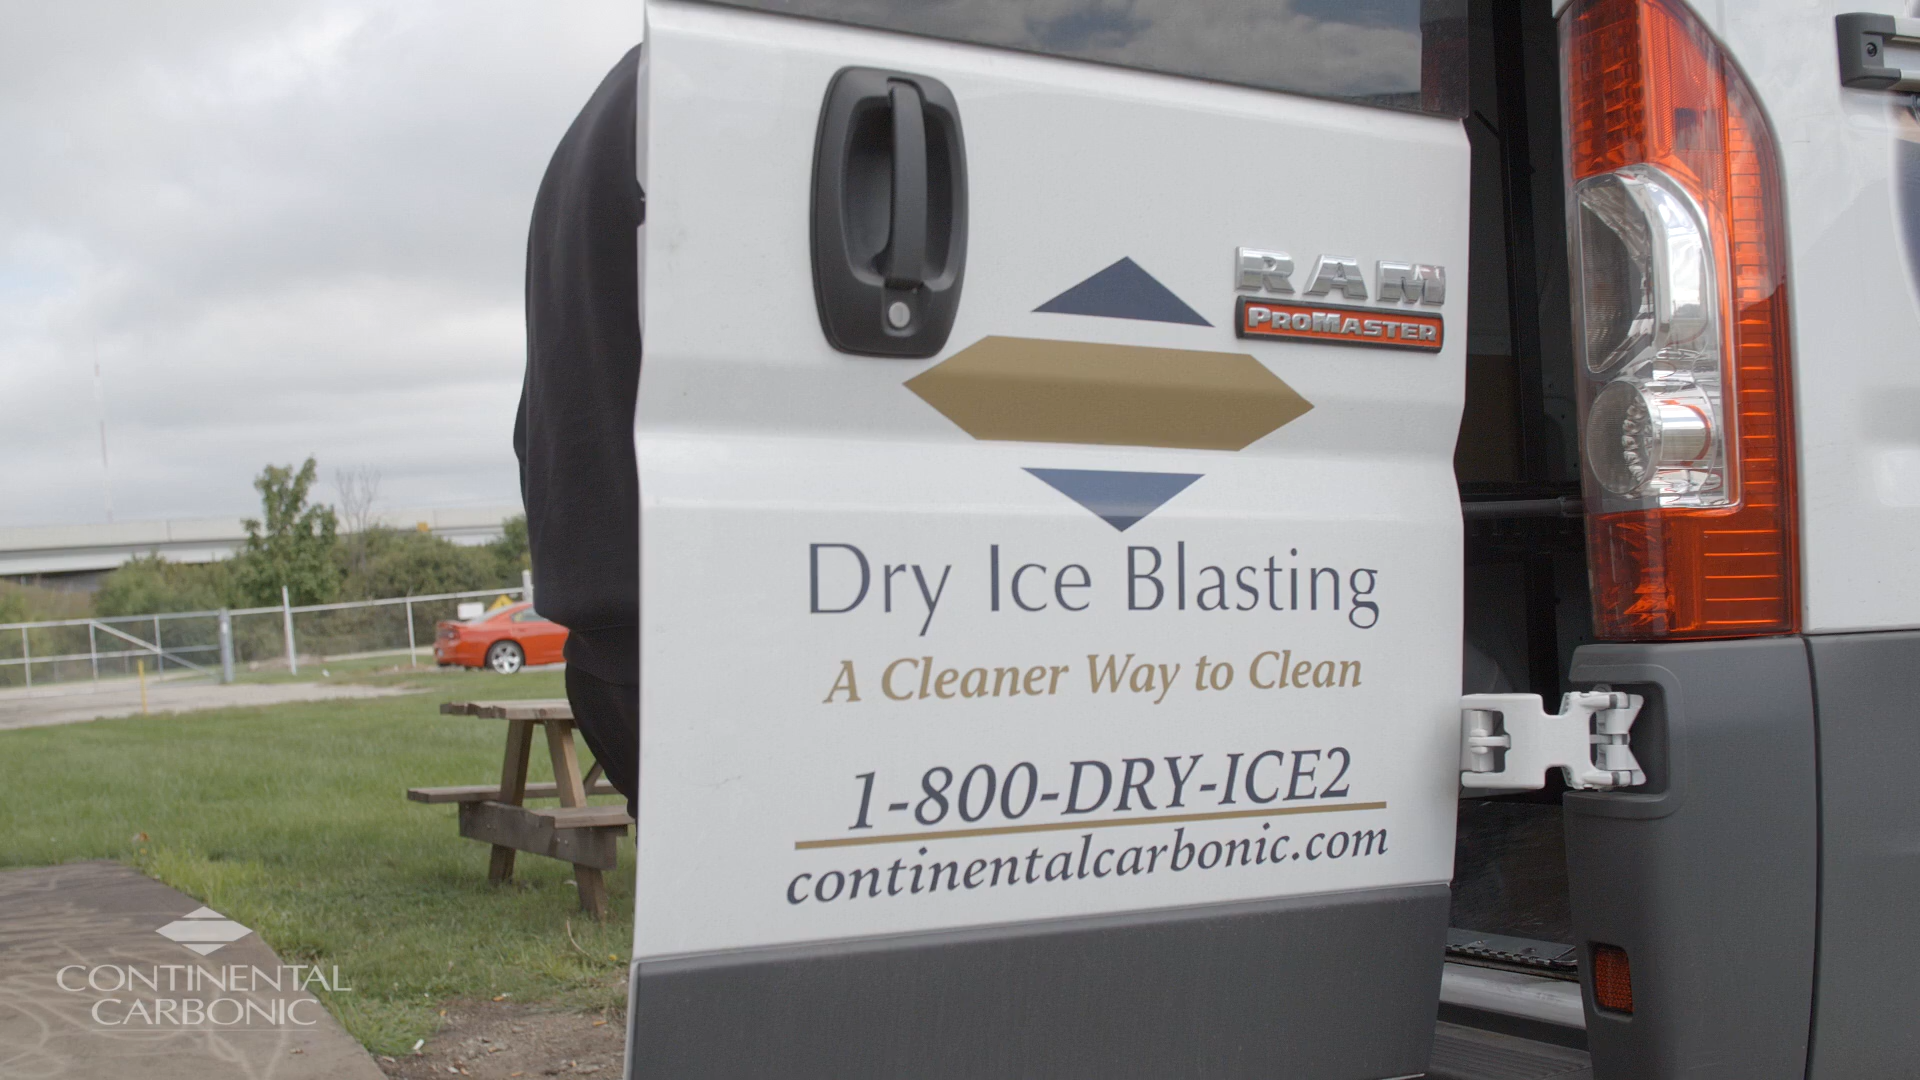 RAM
PROMASTER
Dry Ice Blasting
A Cleaner Way to Clean
1-800-DRY-ICE2
continentalcarbonic.com
CONTINENTAL
CARBONIC